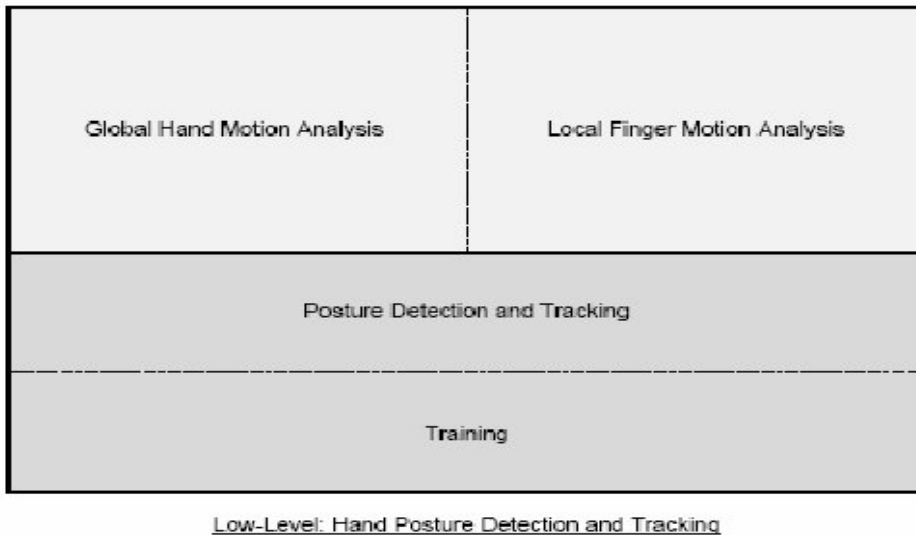 Global Hand Motion Analysis
Local Finger Motion Analysis
Posture Detection and Tracking
Training
Low-Level: Hand Posture Detection and Tracking